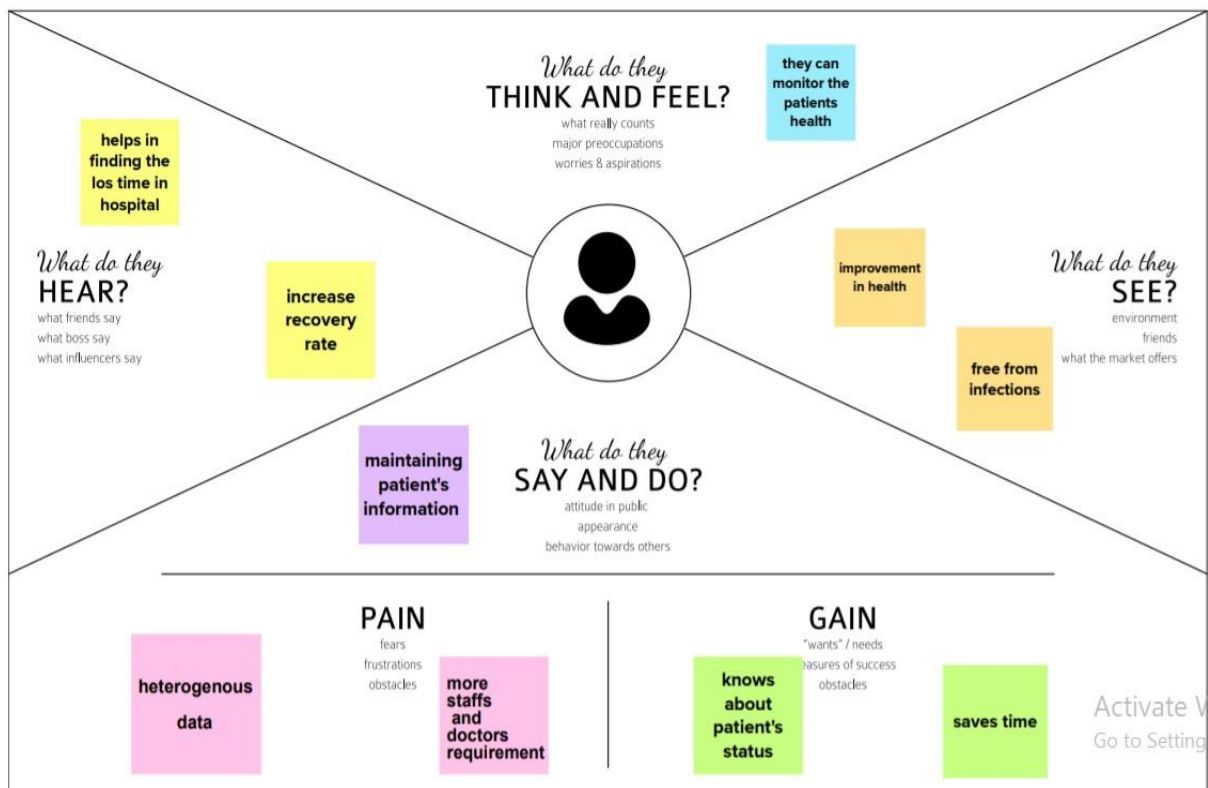 What do they
THINK AND FEEL?
what really counts
major preoccupations
worries & aspirations
they can
monitor the
patients
health
helps in
finding the
los time in
hospital
What do they
HEAR?
what friends say
what boss say
what influencers say
increase
recovery
rate
improvement
in health
What do they
SEE?
environment
friends
what the market offers
free from
infections
maintaining
patient's
information
What do they
SAY AND DO?
attitude in public
appearance
behavior towards others
PAIN
fears
frustrations
obstacles
heterogenous
data
more
staffs
and
doctors
requirement
GAIN
"wants" / needs
easures of success
obstacles
knows
about
patient's
status
saves time
Activate W
Go to Setting